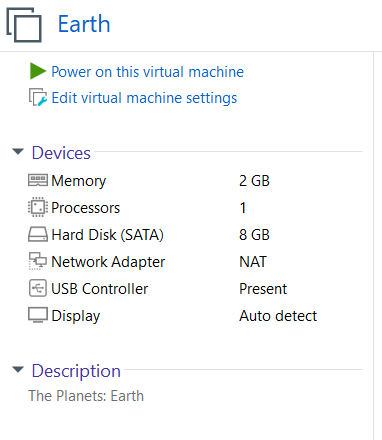 Earth
Power on this virtual machine
Edit virtual machine settings
Devices
Memory 2 GB
Processors 1
Hard Disk (SATA) 8 GB
Network Adapter NAT
USB Controller Present
Display Auto detect
Description
The Planets: Earth